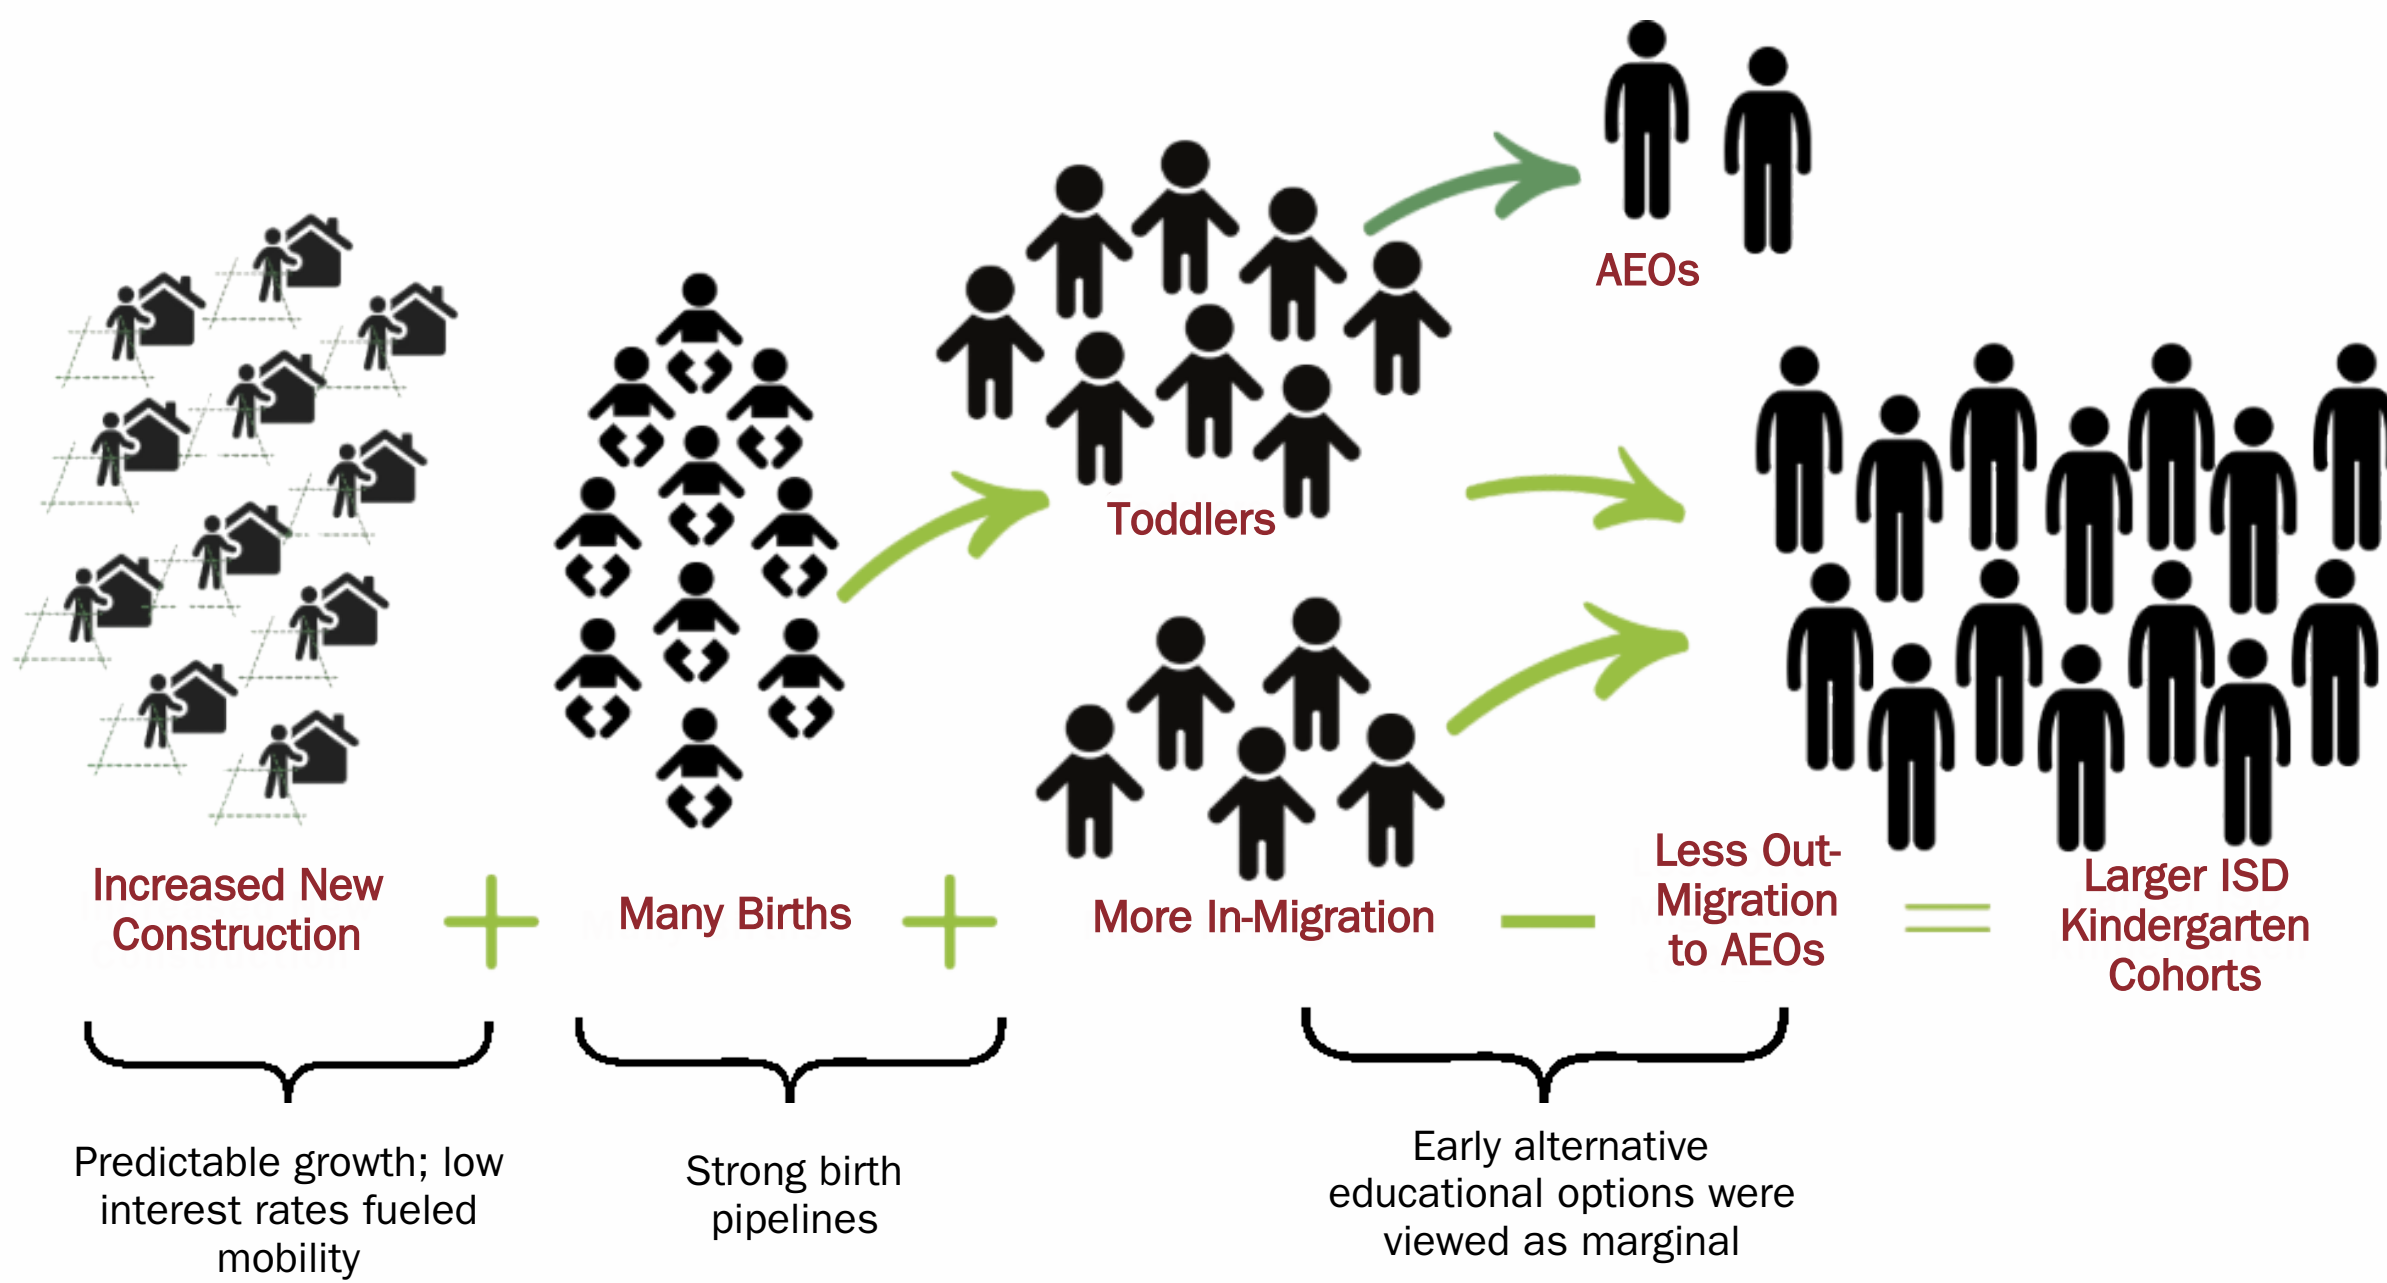 AEOs
Toddlers
Increased New
Construction
Many Births
More In-Migration
Less Out-
Migration
to AEOs
Larger ISD
Kindergarten
Cohorts
Predictable growth; low
interest rates fueled
mobility
Strong birth
pipelines
Early alternative
educational options were
viewed as marginal